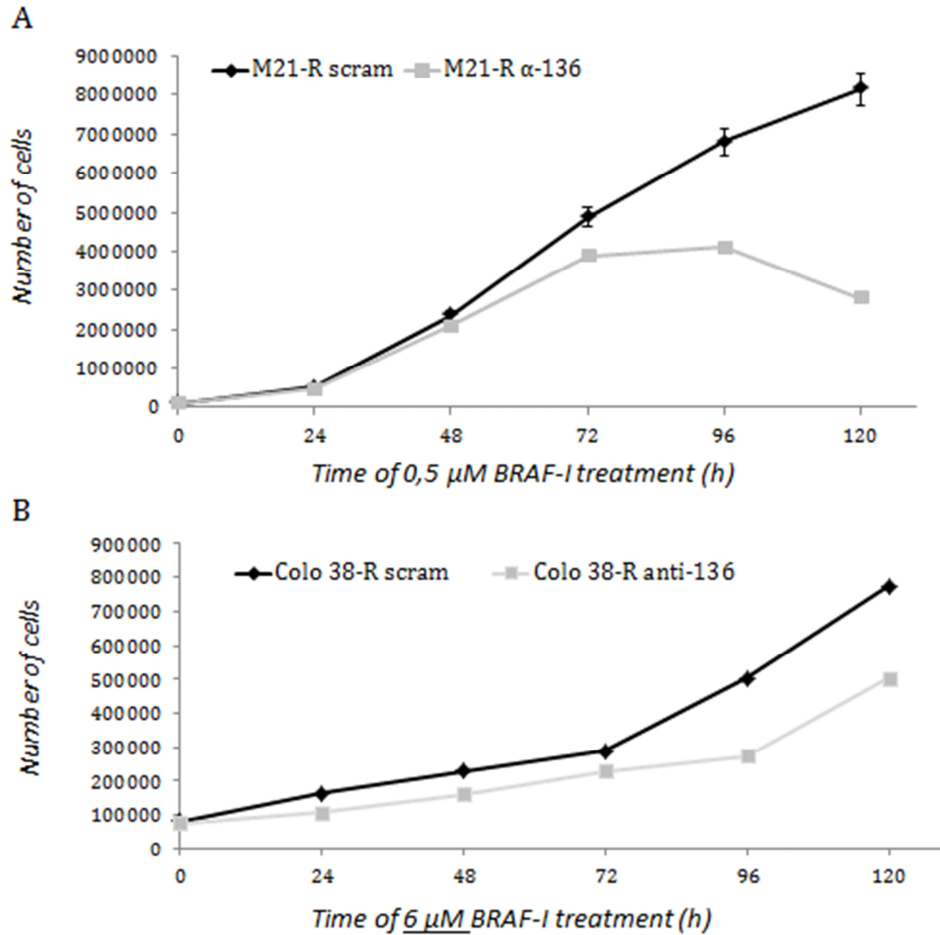 A
9000000
8000000
7000000
6000000
5000000
4000000
3000000
2000000
1000000
0
Number of cells
M21-R scram M21-R α-136
0 24 48 72 96 120
Time of 0,5 µM BRAF-I treatment (h)
B
900000
800000
700000
600000
500000
400000
300000
200000
100000
0
Number of cells
Colo 38-R scram Colo 38-R anti-136
0 24 48 72 96 120
Time of 6 µM BRAF-I treatment (h)